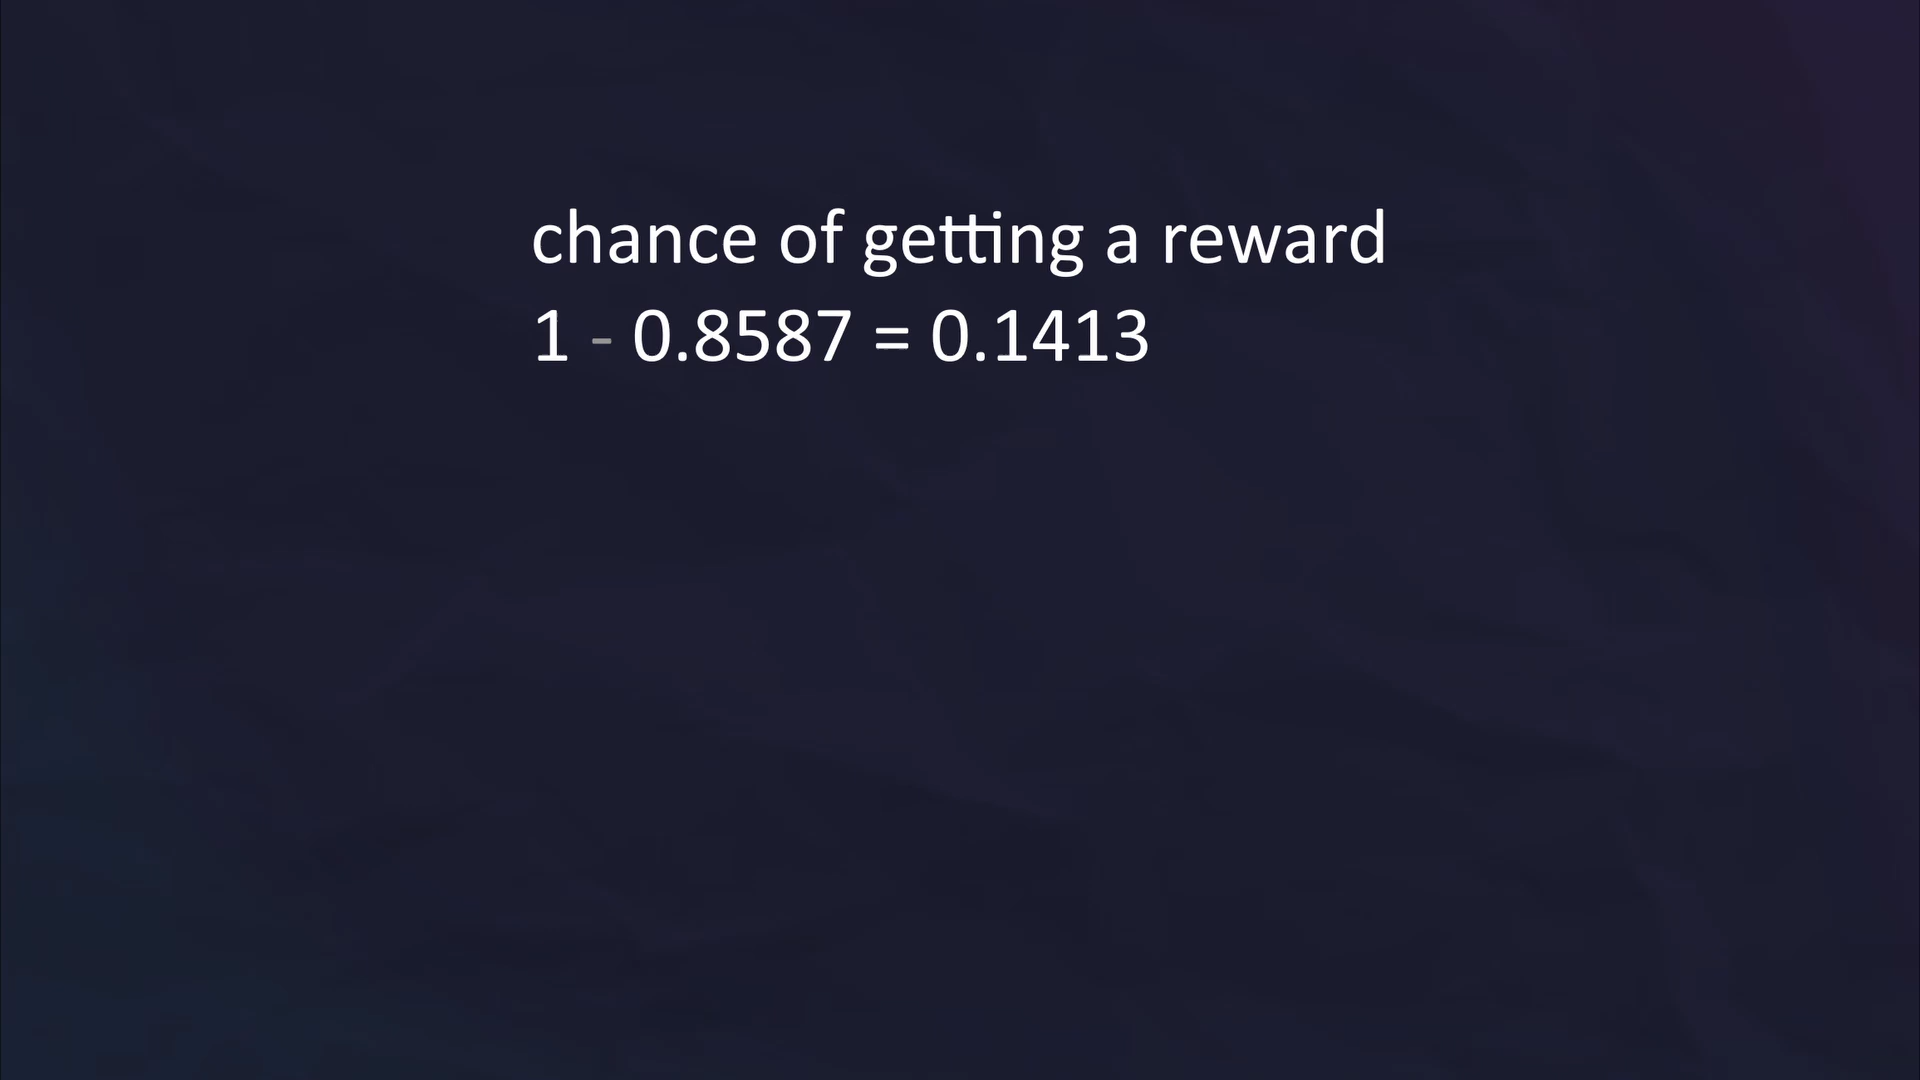 chance of getting a reward
1 - 0.8587 = 0.1413